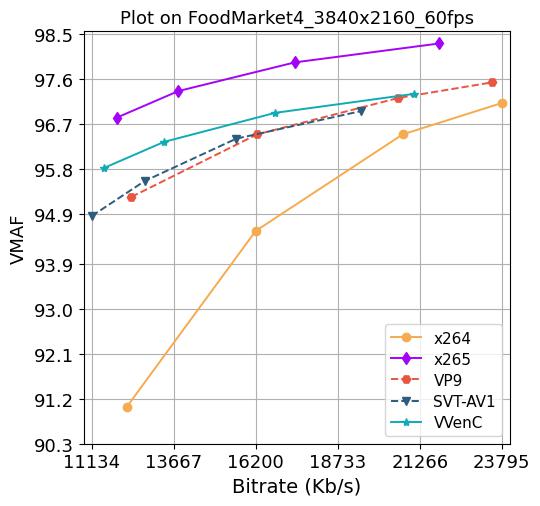 Plot on FoodMarket4_3840x2160_60fps
VMAF
98.5
97.6
96.7
95.8
94.9
93.9
93.0
92.1
91.2
90.3
x264
x265
VP9
SVT-AV1
VVenC
11134 13667 16200 18733 21266 23795
Bitrate (Kb/s)